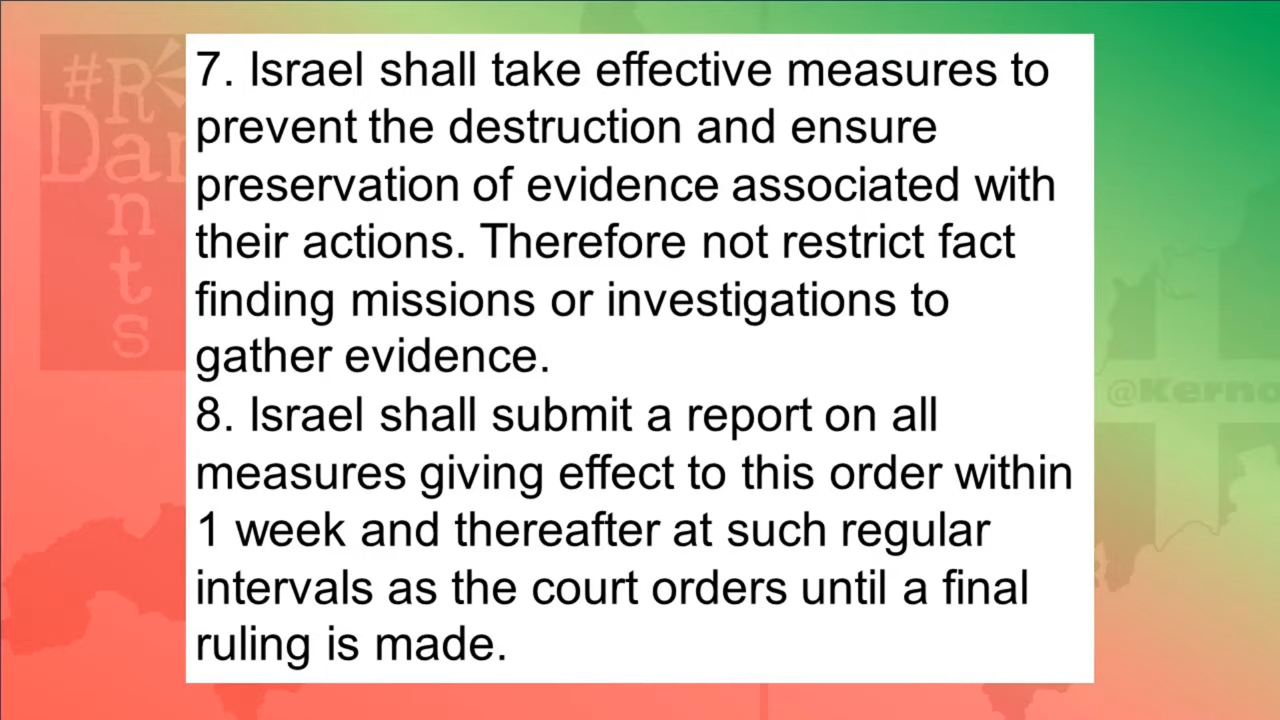 #R
Dan
n
t
s
7. Israel shall take effective measures to
prevent the destruction and ensure
preservation of evidence associated with
their actions. Therefore not restrict fact
finding missions or investigations to
gather evidence.
8. Israel shall submit a report on all
measures giving effect to this order within
1 week and thereafter at such regular
intervals as the court orders until a final
ruling is made.
@Kerno